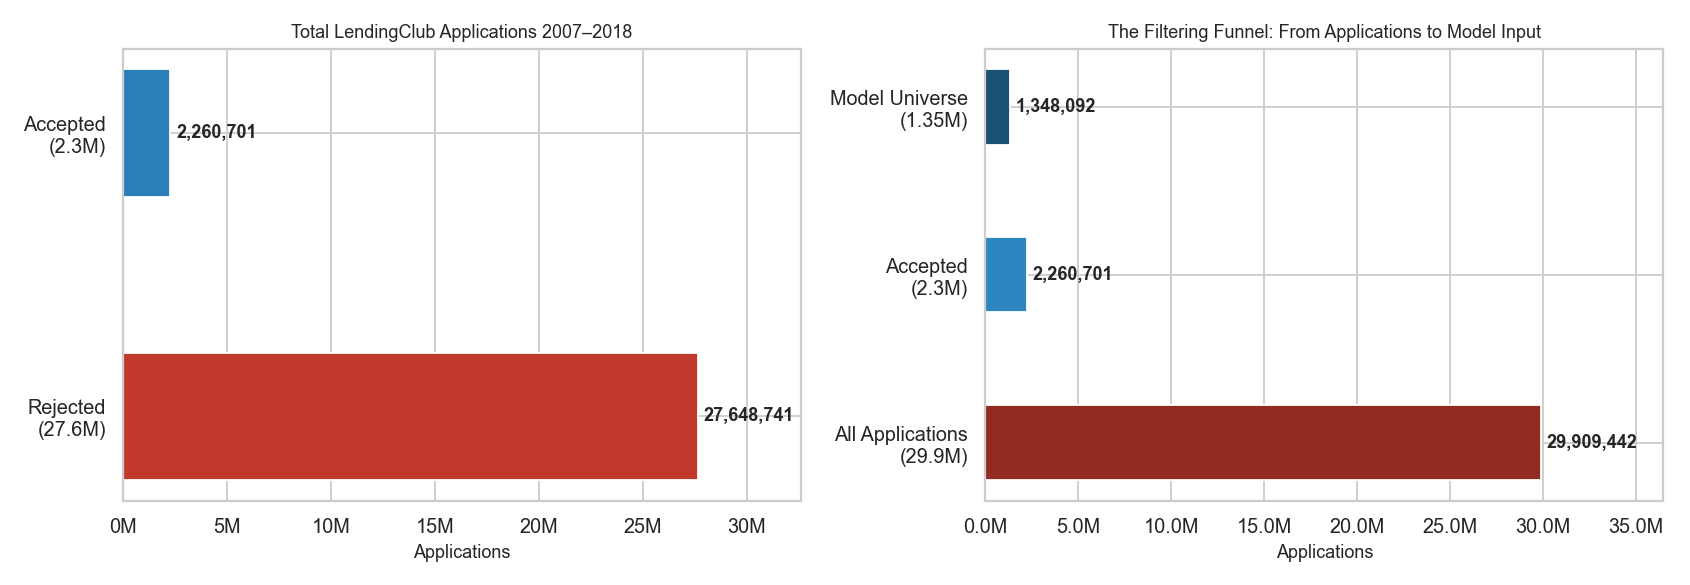 Total LendingClub Applications 2007–2018
Accepted
(2.3M)
2,260,701
Rejected
(27.6M)
27,648,741
0M 5M 10M 15M 20M 25M 30M
Applications
The Filtering Funnel: From Applications to Model Input
Model Universe
(1.35M)
1,348,092
Accepted
(2.3M)
2,260,701
All Applications
(29.9M)
29,909,442
0.0M 5.0M 10.0M 15.0M 20.0M 25.0M 30.0M 35.0M
Applications